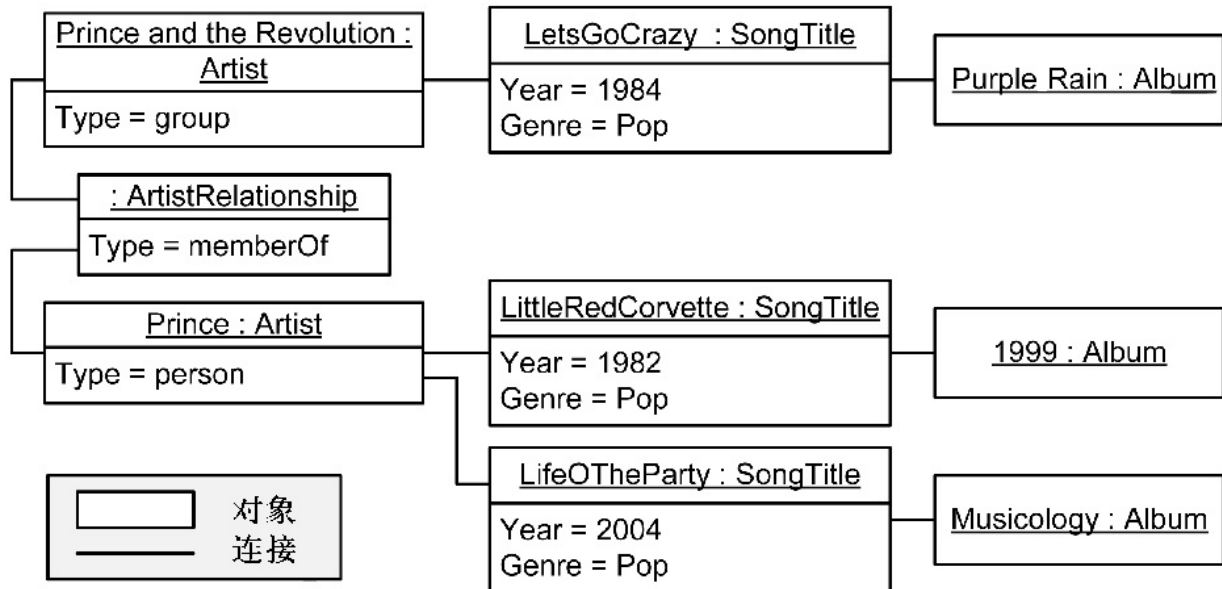 Prince and the Revolution :
Artist
Type = group
LetsGoCrazy : SongTitle
Year = 1984
Genre = Pop
Purple Rain : Album
: ArtistRelationship
Type = memberOf
Prince : Artist
Type = person
LittleRedCorvette : SongTitle
Year = 1982
Genre = Pop
1999 : Album
LifeOTheParty : SongTitle
Year = 2004
Genre = Pop
Musicology : Album
对象
连接